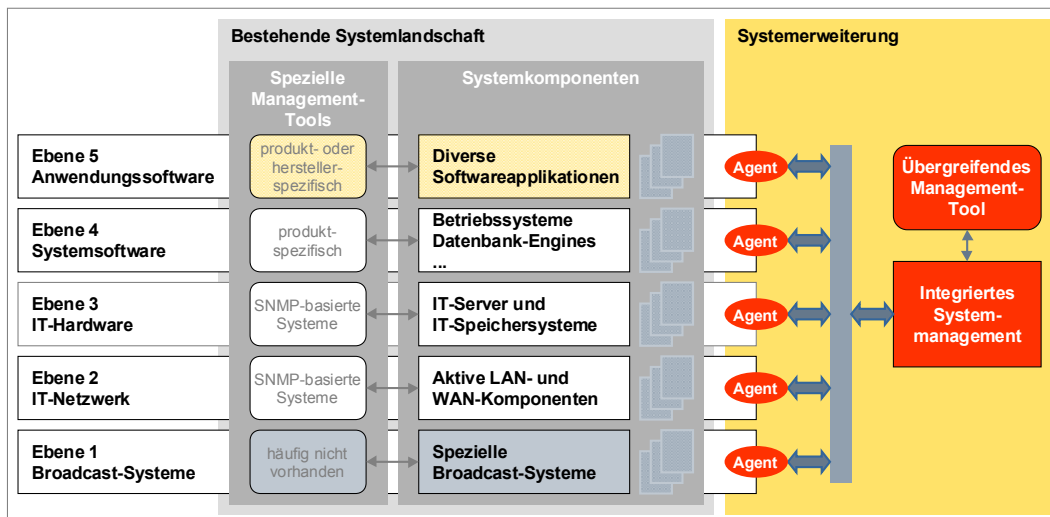 Bestehende Systemlandschaft
Systemerweiterung
Spezielle
Management-
Tools
Systemkomponenten
Ebene 5
Anwendungssoftware
produkt- oder
hersteller-
spezifisch
Diverse
Softwareapplikationen
Agent
Ebene 4
Systemsoftware
produkt-
spezifisch
Betriebssysteme
Datenbank-Engines
...
Agent
Ebene 3
IT-Hardware
SNMP-basierte
Systeme
IT-Server und
IT-Speichersysteme
Agent
Ebene 2
IT-Netzwerk
SNMP-basierte
Systeme
Aktive LAN- und
WAN-Komponenten
Agent
Ebene 1
Broadcast-Systeme
häufig nicht
vorhanden
Spezielle
Broadcast-Systeme
Agent
Übergreifendes
Management-
Tool
Integriertes
System-
management